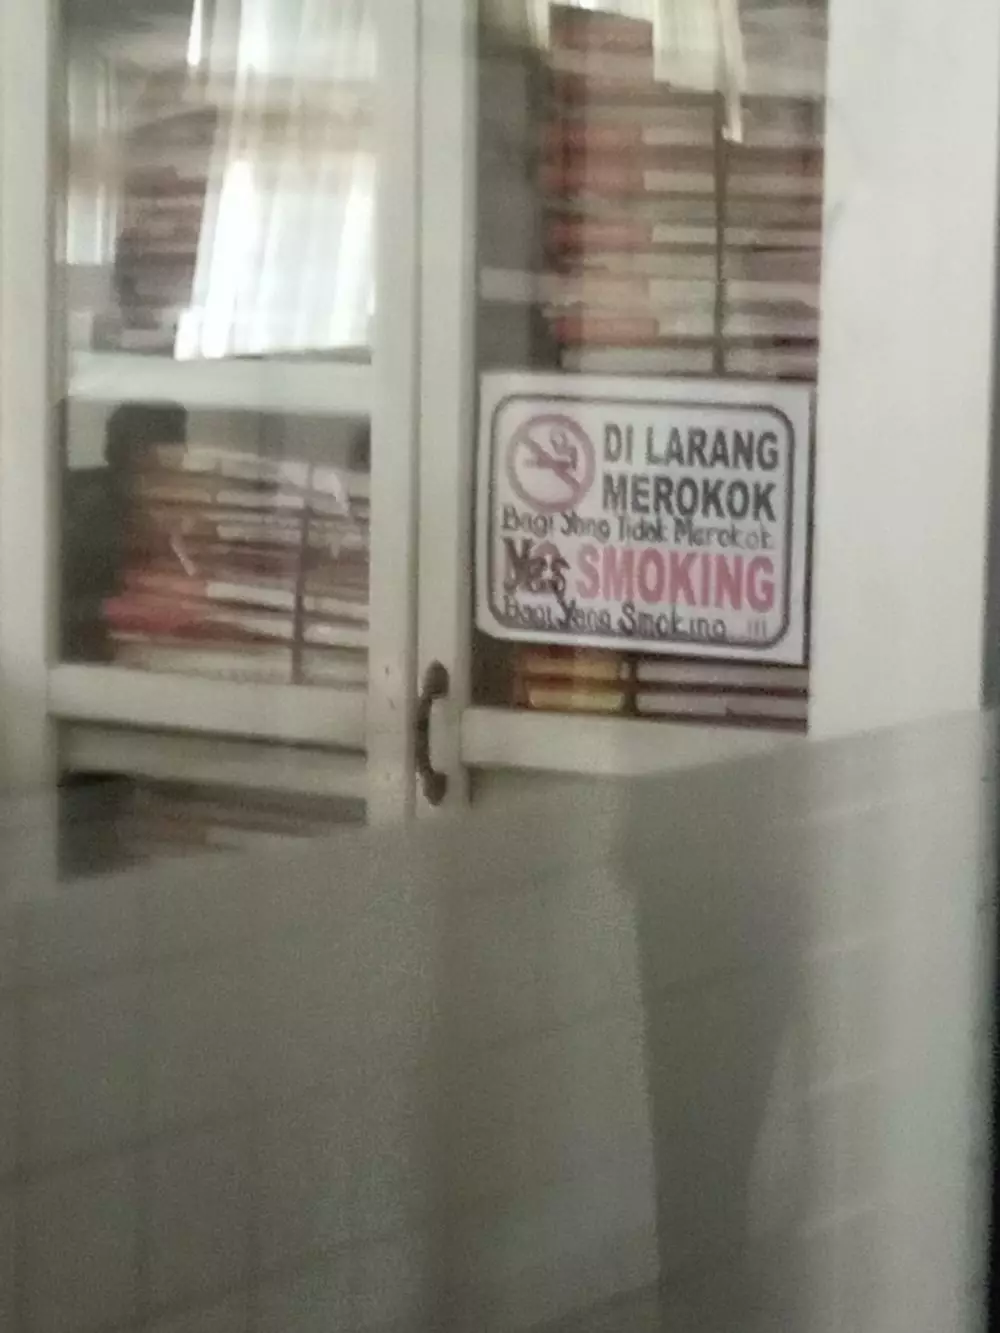 DI LARANG
MEROKOK
Bagi Yang Tidak Merokok
Yes SMOKING
Bagi Yang Smoking !!!